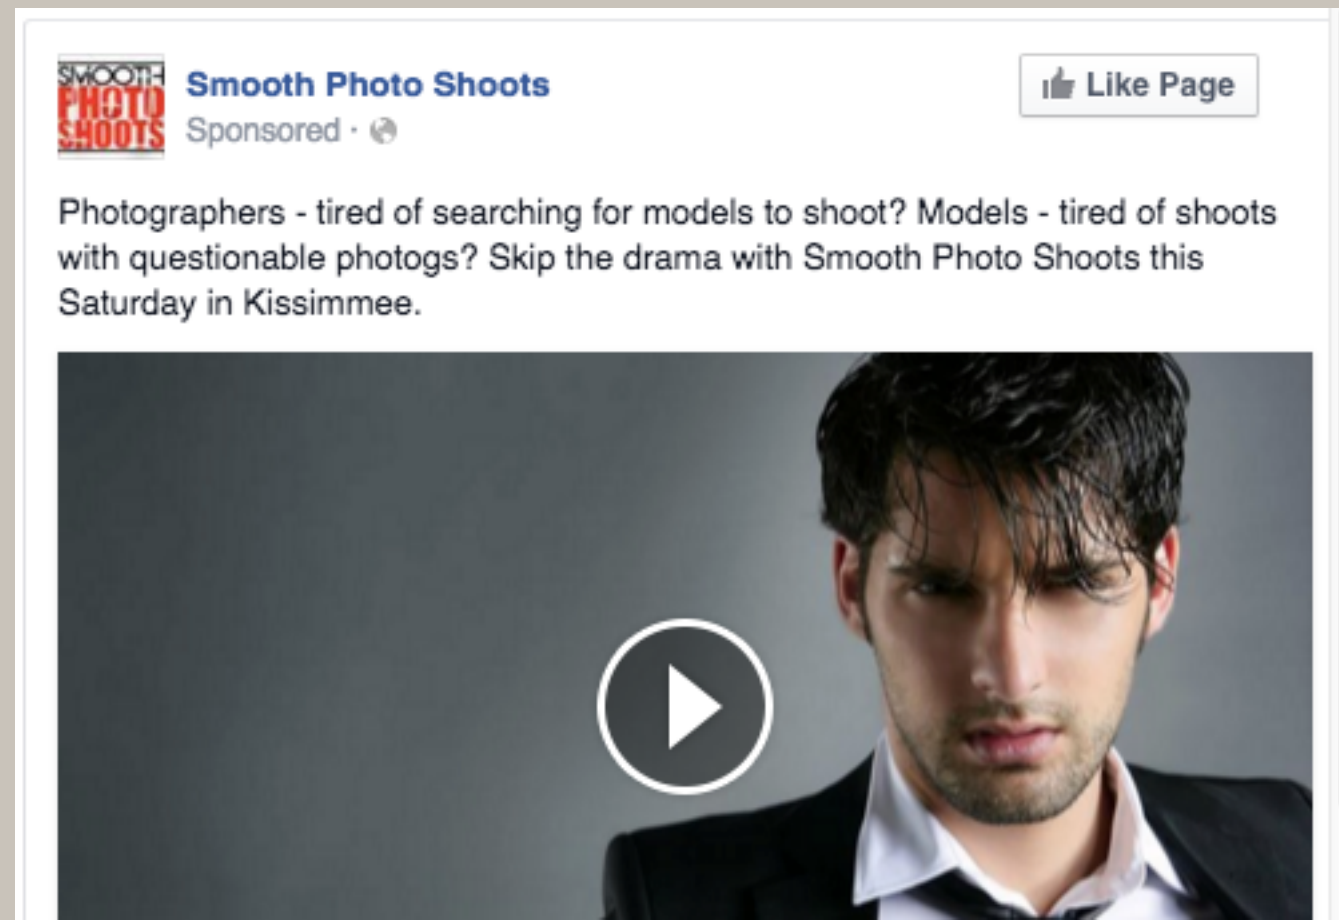 SMOOTH
PHOTO
SHOOTS
Smooth Photo Shoots
Sponsored ·
Like Page
Photographers - tired of searching for models to shoot? Models - tired of shoots
with questionable photogs? Skip the drama with Smooth Photo Shoots this
Saturday in Kissimmee.